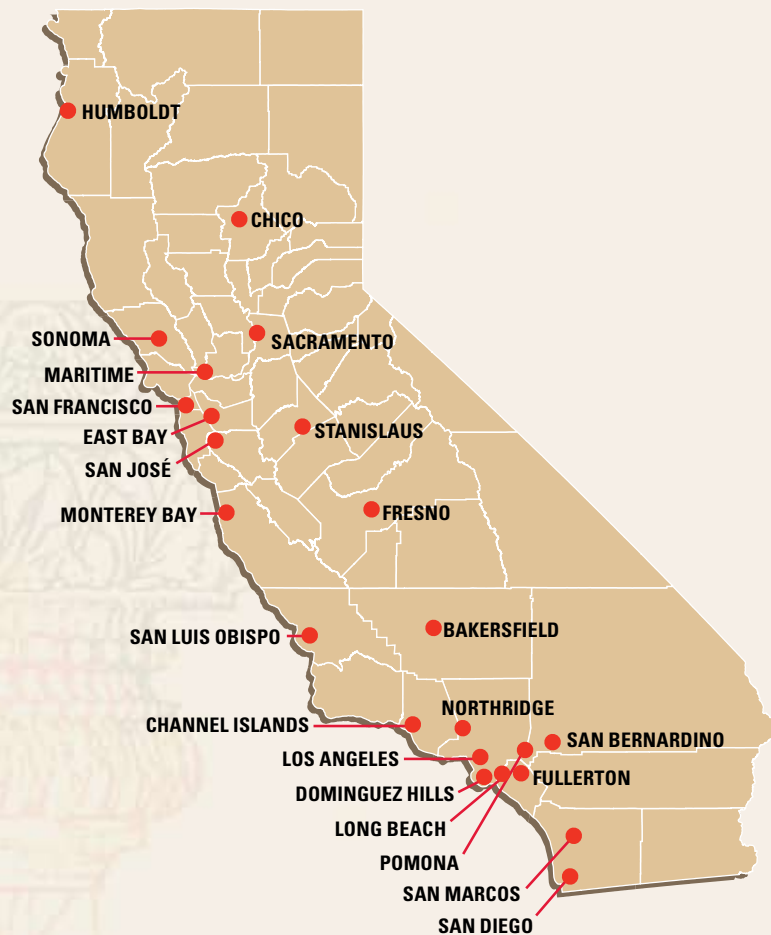 HUMBOLDT
CHICO
SONOMA
SACRAMENTO
MARITIME
SAN FRANCISCO
EAST BAY
STANISLAUS
SAN JOSÉ
MONTEREY BAY
FRESNO
SAN LUIS OBISPO
BAKERSFIELD
NORTHRIDGE
CHANNEL ISLANDS
SAN BERNARDINO
LOS ANGELES
FULLERTON
DOMINGUEZ HILLS
LONG BEACH
POMONA
SAN MARCOS
SAN DIEGO